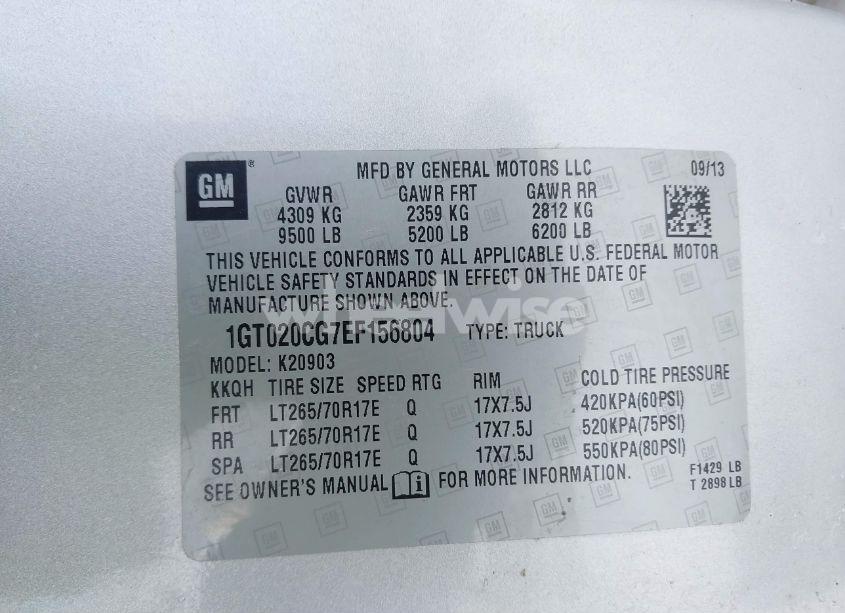 GM
MFD BY GENERAL MOTORS LLC 09/13
GVWR GAWR FRT GAWR RR
4309 KG 2359 KG 2812 KG
9500 LB 5200 LB 6200 LB
THIS VEHICLE CONFORMS TO ALL APPLICABLE U.S. FEDERAL MOTOR
VEHICLE SAFETY STANDARDS IN EFFECT ON THE DATE OF
MANUFACTURE SHOWN ABOVE.
wheelwise
1GT020CG7EF156804 TYPE: TRUCK
MODEL: K20903
KKQH TIRE SIZE SPEED RTG RIM COLD TIRE PRESSURE
FRT LT265/70R17E Q 17X7.5J 420KPA(60PSI)
RR LT265/70R17E Q 17X7.5J 520KPA(75PSI)
SPA LT265/70R17E Q 17X7.5J 550KPA(80PSI)
SEE OWNER'S MANUAL i FOR MORE INFORMATION.
F1429 LB
T 2898 LB